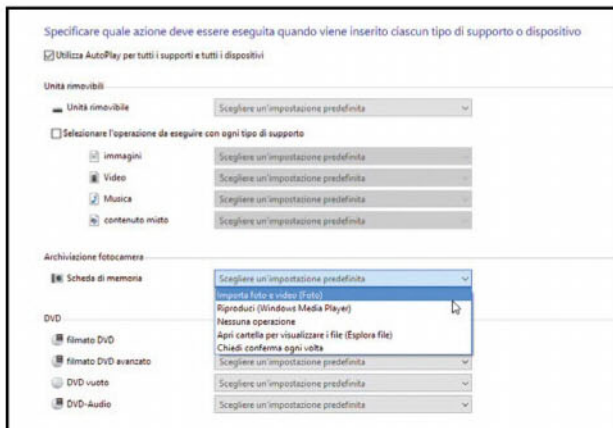 Specificare quale azione deve essere eseguita quando viene inserito ciascun tipo di supporto o dispositivo
Utilizza AutoPlay per tutti i supporti e tutti i dispositivi
Unità rimovibili
Unità rimovibile Scegliere un'impostazione predefinita
Selezionare l'operazione da eseguire con ogni tipo di supporto
immagini Scegliere un'impostazione predefinita
Video Scegliere un'impostazione predefinita
Musica Scegliere un'impostazione predefinita
contenuto misto Scegliere un'impostazione predefinita
Archiviazione fotocamera
Scheda di memoria Scegliere un'impostazione predefinita
Importa foto e video (Foto)
Riproduci (Windows Media Player)
DVD Nessuna operazione
filmato DVD Apri cartella per visualizzare i file (Esplora file)
Chiedi conferma ogni volta
filmato DVD avanzato Scegliere un'impostazione predefinita
DVD vuoto Scegliere un'impostazione predefinita
DVD-Audio Scegliere un'impostazione predefinita